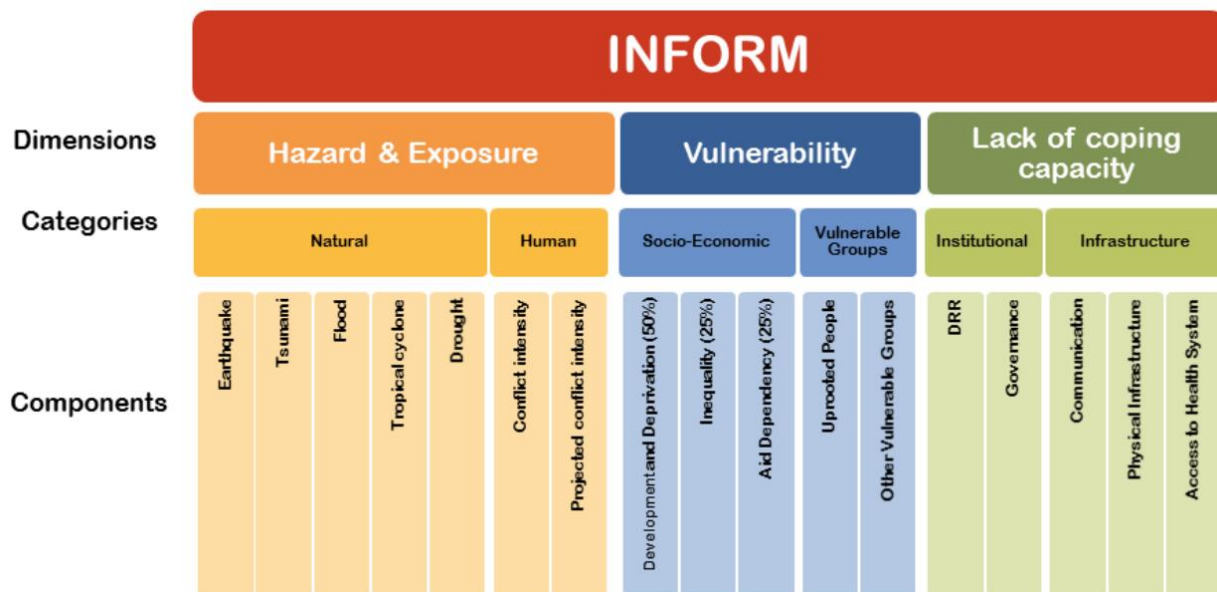 INFORM
Dimensions
Hazard & Exposure
Vulnerability
Lack of coping
capacity
Categories
Natural
Human
Socio-Economic
Vulnerable
Groups
Institutional
Infrastructure
Components
Earthquake
Tsunami
Flood
Tropical cyclone
Drought
Conflict intensity
Projected conflict intensity
Development and Deprivation (50%)
Inequality (25%)
Aid Dependency (25%)
Uprooted People
Other Vulnerable Groups
DRR
Governance
Communication
Physical Infrastructure
Access to Health System